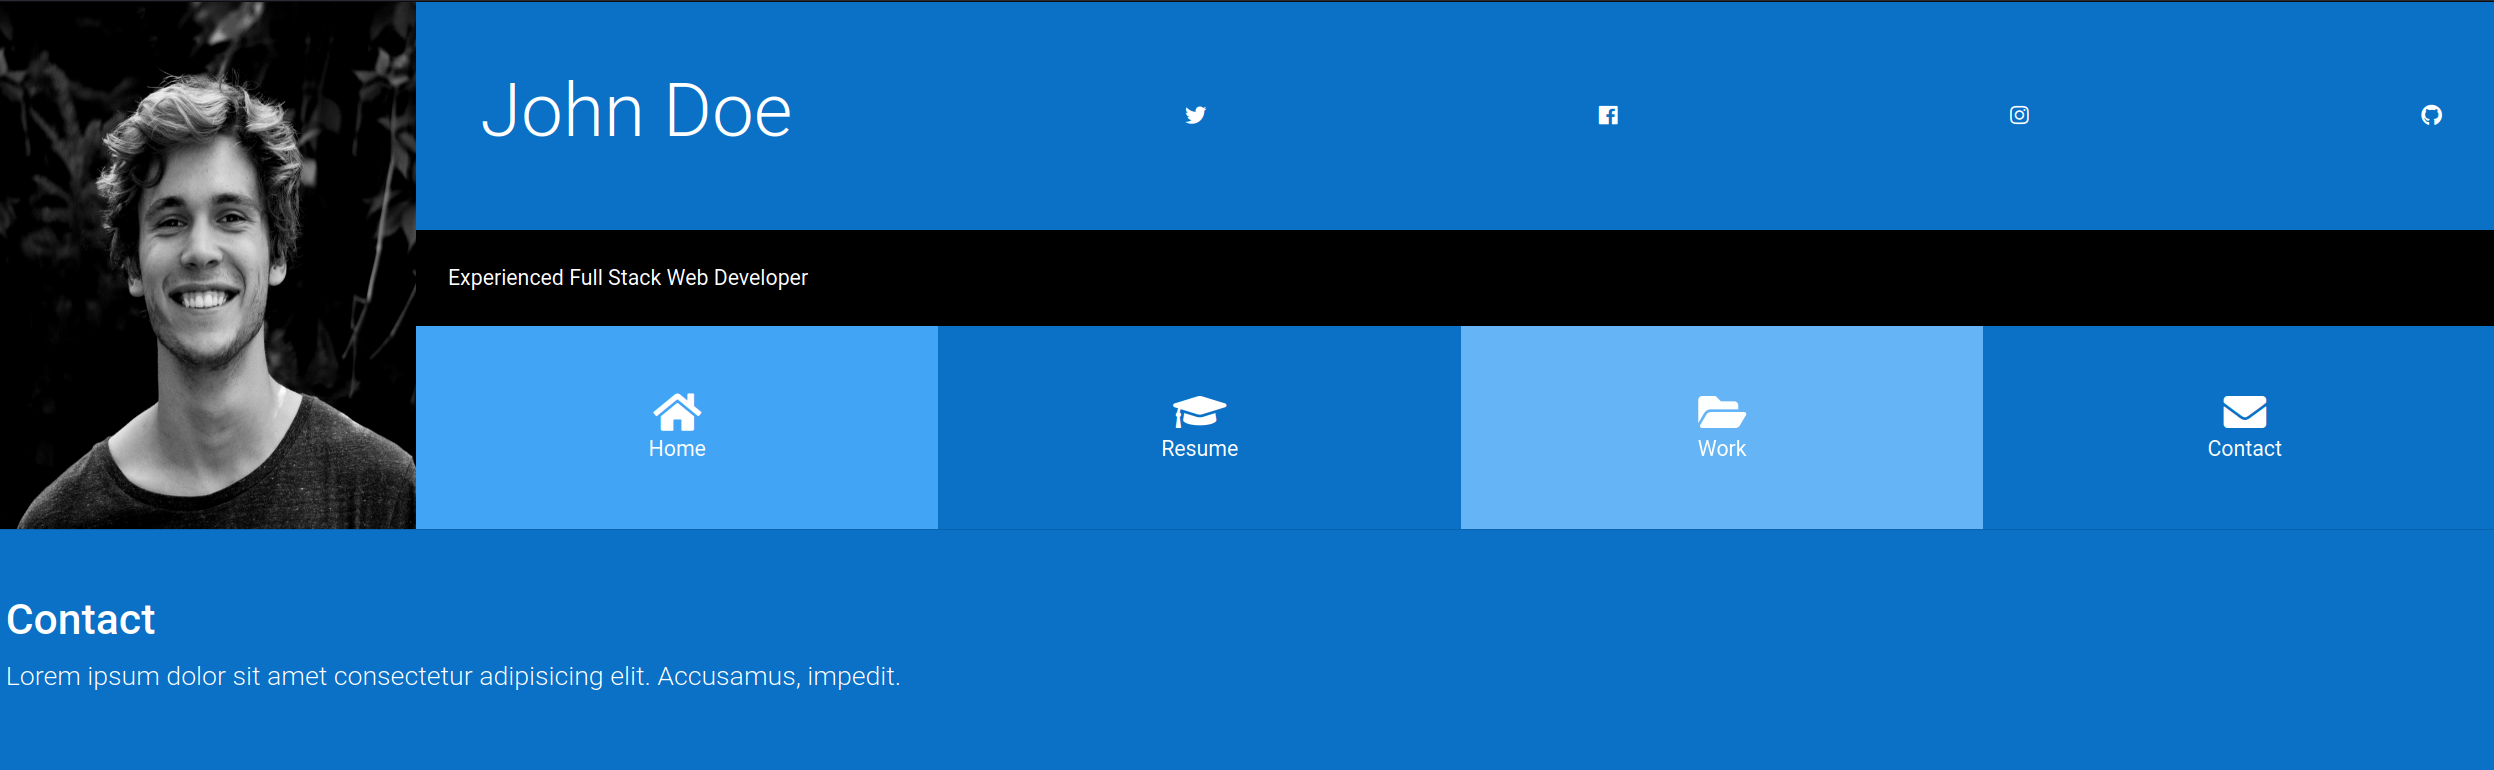 John Doe
Experienced Full Stack Web Developer
Home
Resume
Work
Contact
Contact
Lorem ipsum dolor sit amet consectetur adipisicing elit. Accusamus, impedit.